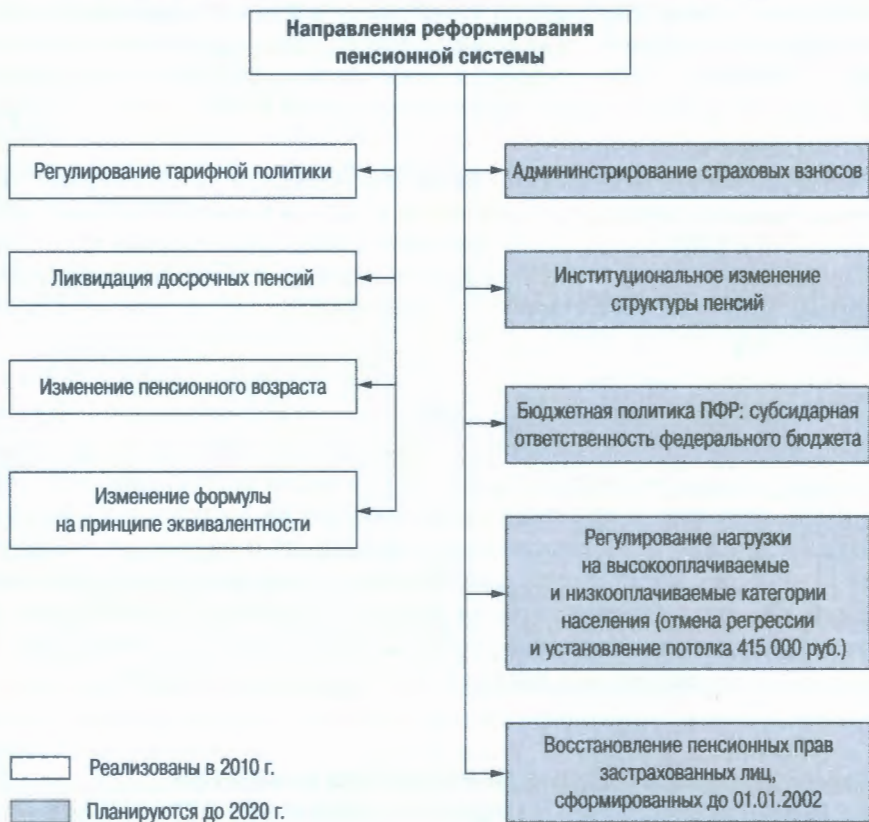 Направления реформирования
пенсионной системы
Регулирование тарифной политики
Ликвидация досрочных пенсий
Изменение пенсионного возраста
Изменение формулы
на принципе эквивалентности
Админинстрирование страховых взносов
Институциональное изменение
структуры пенсий
Бюджетная политика ПФР: субсидарная
ответственность федерального бюджета
Регулирование нагрузки
на высокооплачиваемые
и низкооплачиваемые категории
населения (отмена регрессии
и установление потолка 415 000 руб.)
Восстановление пенсионных прав
застрахованных лиц,
сформированных до 01.01.2002
Реализованы в 2010 г.
Планируются до 2020 г.